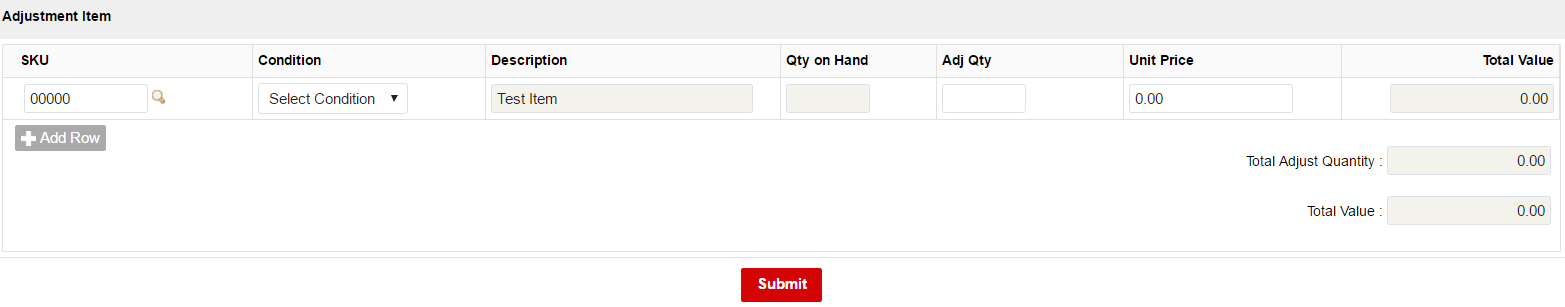 Adjustment Item
SKU Condition Description Qty on Hand Adj Qty Unit Price Total Value
00000 Select Condition Test Item 0.00 0.00
Add Row
Total Adjust Quantity : 0.00
Total Value : 0.00
Submit